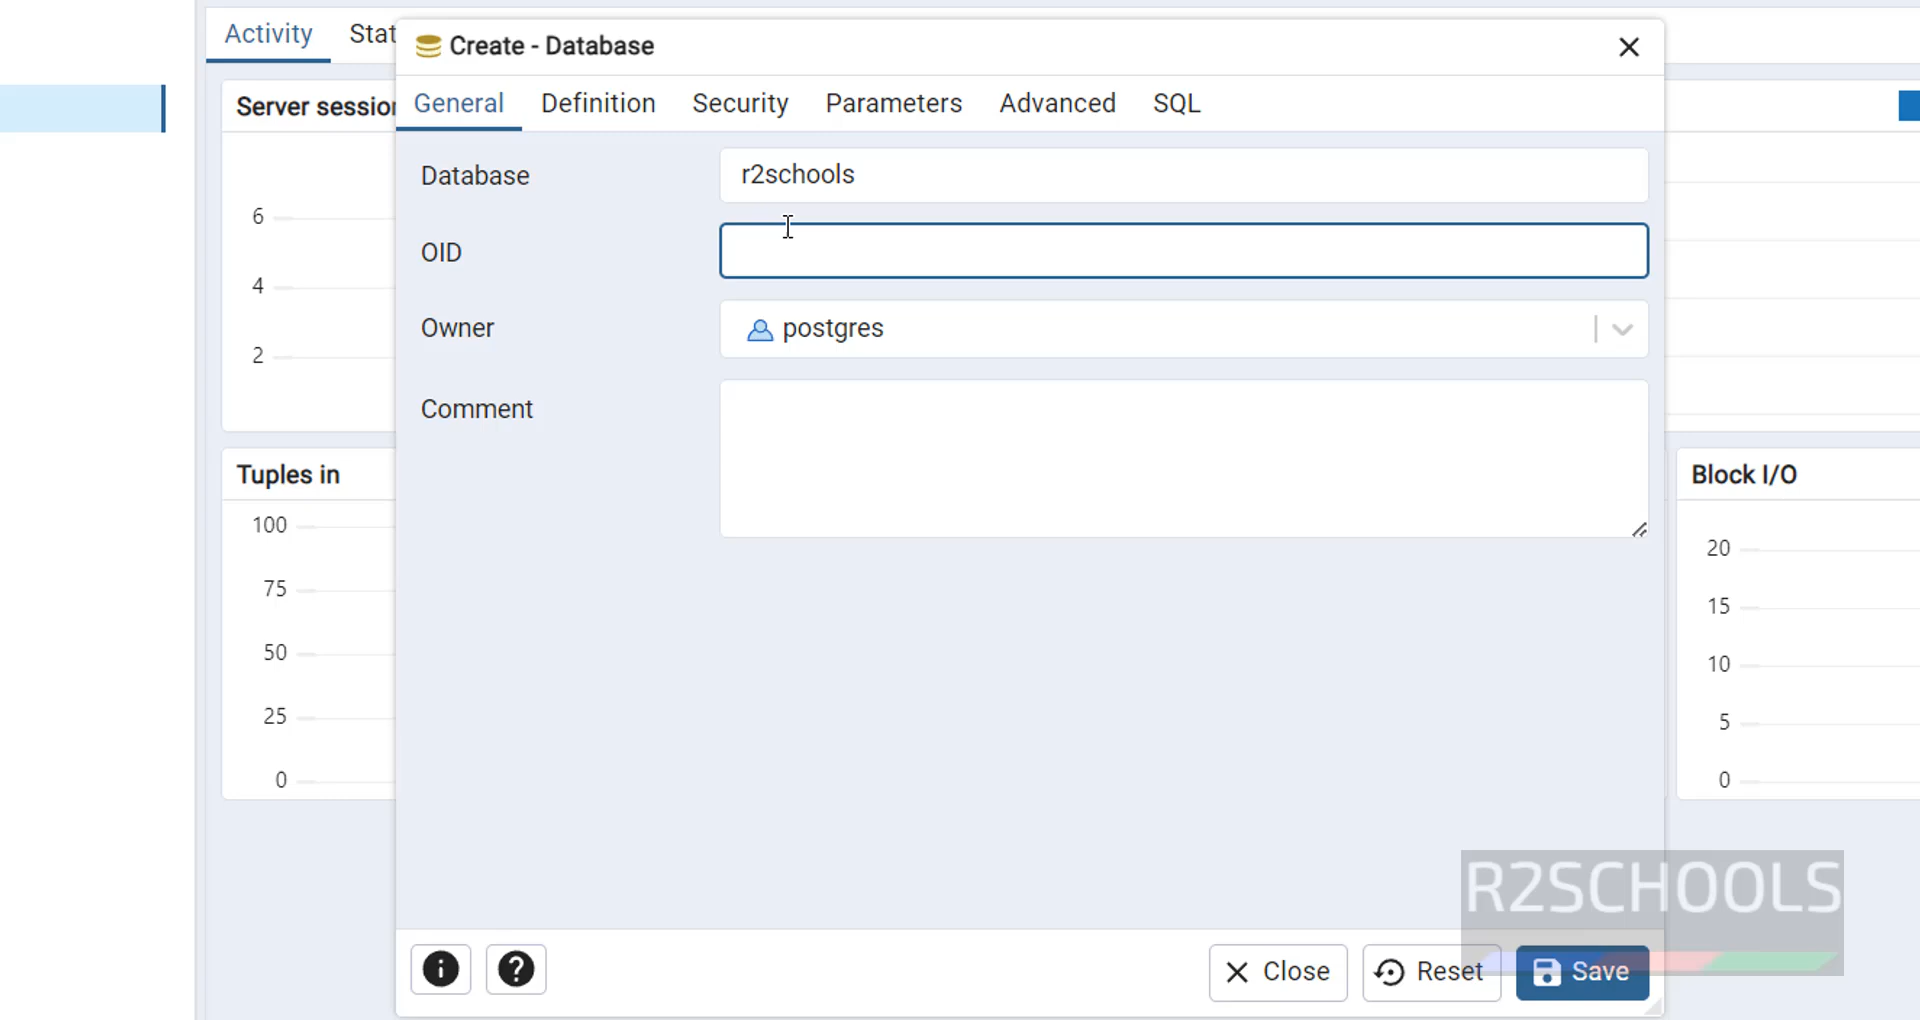 Activity Stat
Create - Database
Server session
General Definition Security Parameters Advanced SQL
Database r2schools
OID
Owner postgres
Comment
6
4
2
Tuples in
100
75
50
25
0
Block I/O
20
15
10
5
0
R2SCHOOLS
Close Reset Save